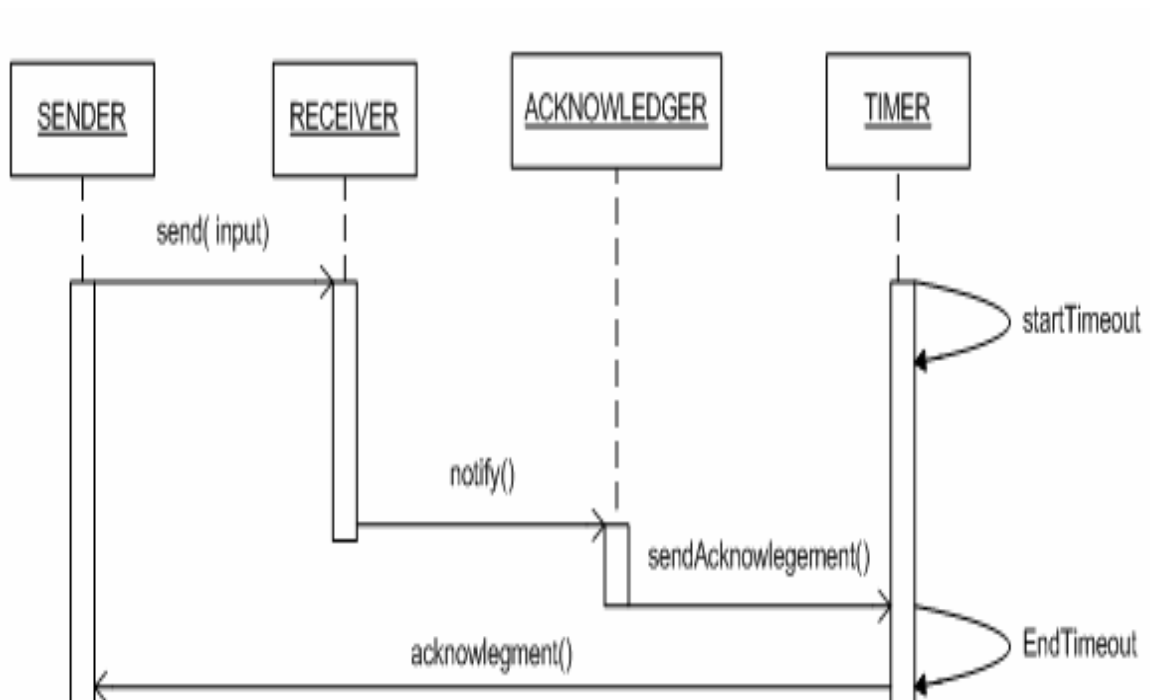 SENDER
RECEIVER
ACKNOWLEDGER
TIMER
send( input)
startTimeout
notify()
sendAcknowlegement()
EndTimeout
acknowlegment()